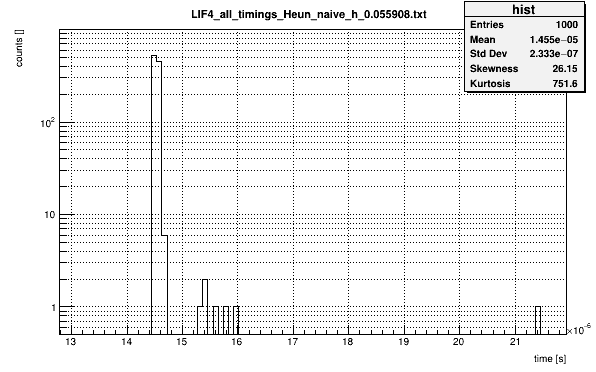 LIF4_all_timings_Heun_naive_h_0.055908.txt
hist
Entries 1000
Mean 1.455e−05
Std Dev 2.333e−07
Skewness 26.15
Kurtosis 751.6
counts []
10²
10
1
13 14 15 16 17 18 19 20 21
×10⁻⁶
time [s]